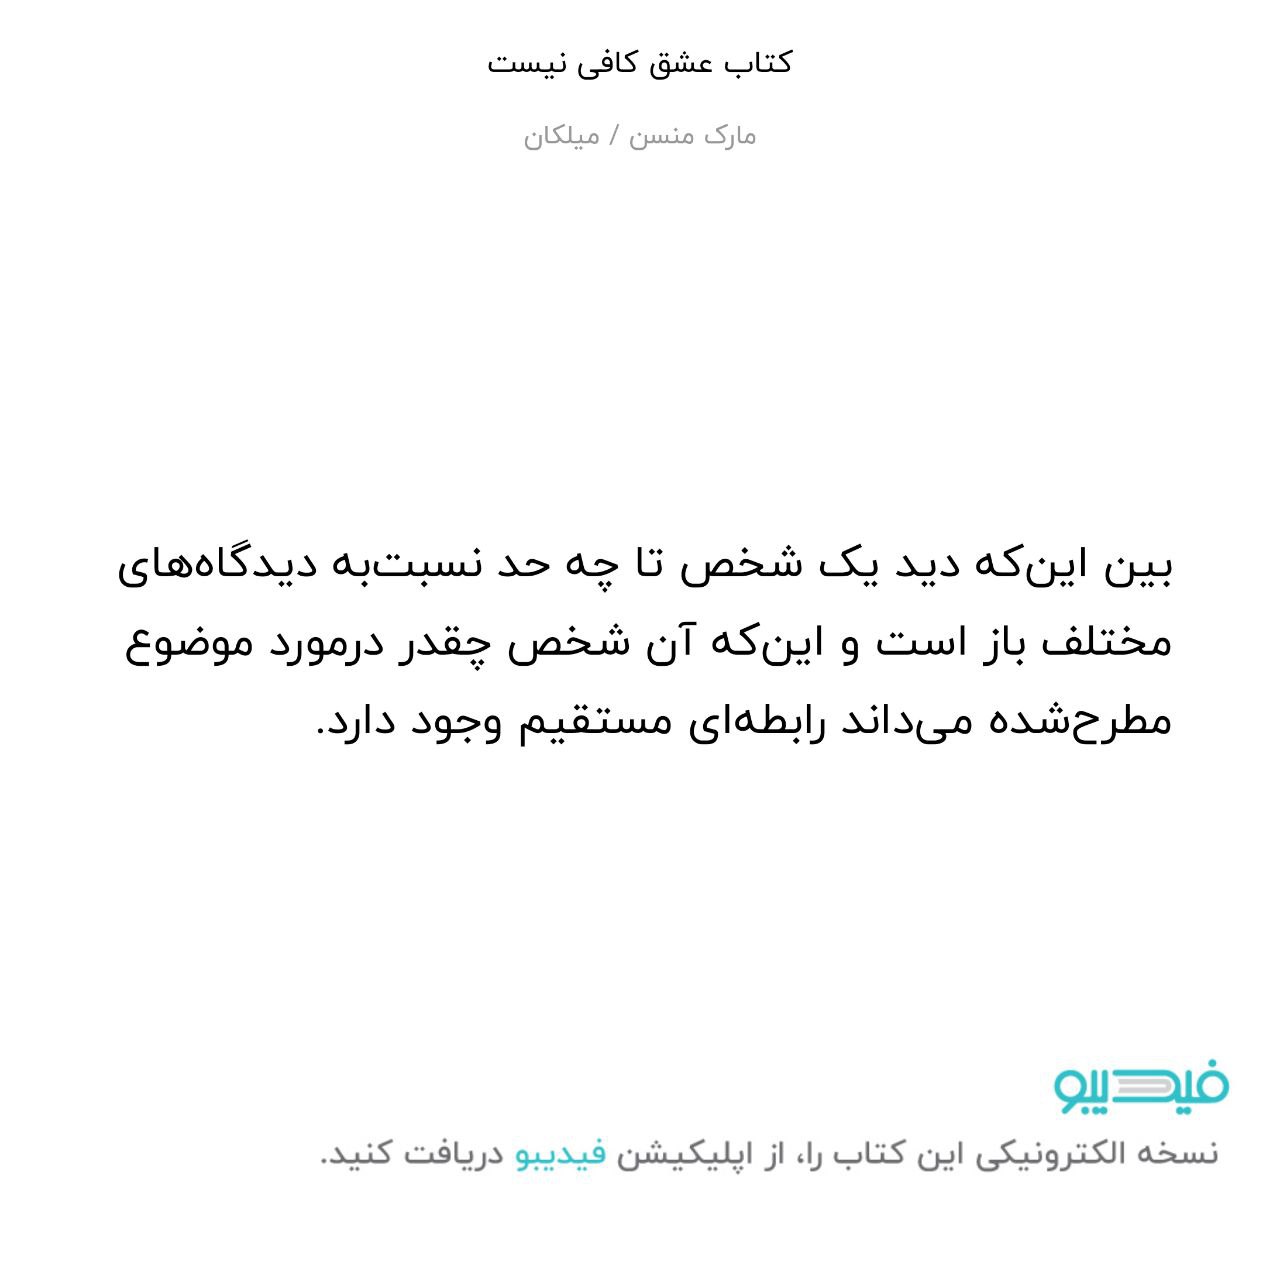 کتاب عشق کافی نیست
مارک منسن / میلکان
بین این‌که دید یک شخص تا چه حد نسبت‌به دیدگاه‌های
مختلف باز است و این‌که آن شخص چقدر درمورد موضوع
مطرح‌شده می‌داند رابطه‌ای مستقیم وجود دارد.
فیدیبو
نسخه الکترونیکی این کتاب را، از اپلیکیشن فیدیبو دریافت کنید.